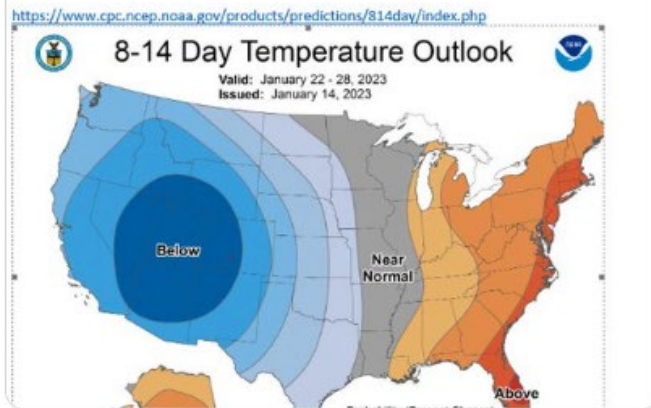 https://www.cpc.ncep.noaa.gov/products/predictions/814day/index.php
8-14 Day Temperature Outlook
Valid: January 22 - 28, 2023
Issued: January 14, 2023
Below
Near
Normal
Above